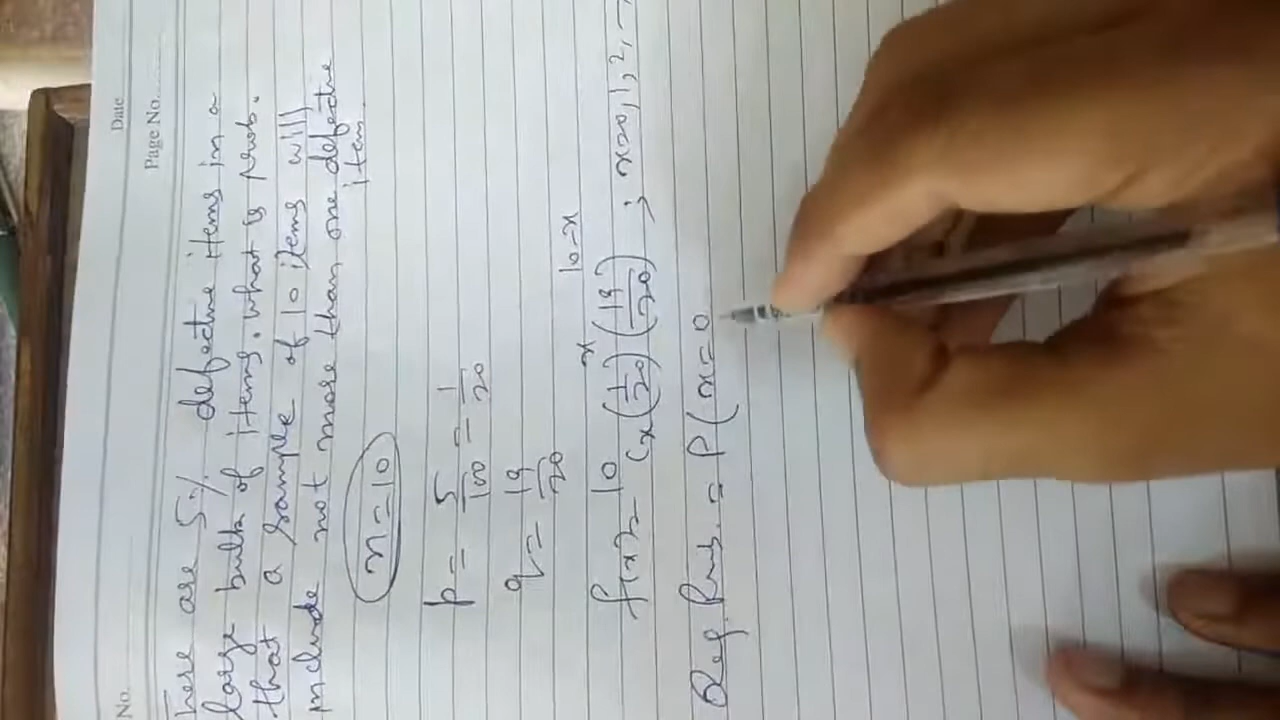 No.
Date
Page No.
here are 5% defective items in a
large bulk of items. what is prob.
that a sample of 10 items will
include not more than one defective
item.
n=10
p = 5/100 = 1/20
q = 19/20
f(x) = 10Cx (1/20)^x (19/20)^10-x ; x=0,1,2,-
Req. Prob. = P(x=0